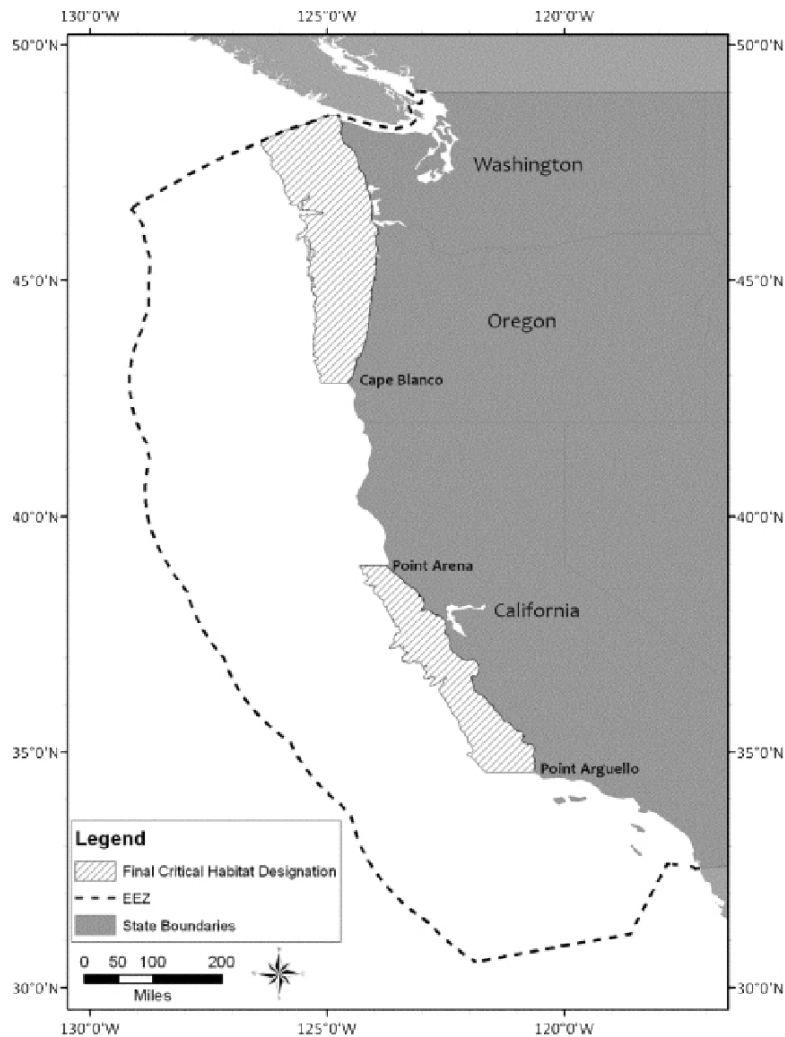 130°0'W 125°0'W 120°0'W
50°0'N 50°0'N
Washington
45°0'N 45°0'N
Oregon
Cape Blanco
40°0'N 40°0'N
Point Arena
California
35°0'N 35°0'N
Point Arguello
Legend
Final Critical Habitat Designation
EEZ
State Boundaries
0 50 100 200
Miles
30°0'N 30°0'N
130°0'W 125°0'W 120°0'W